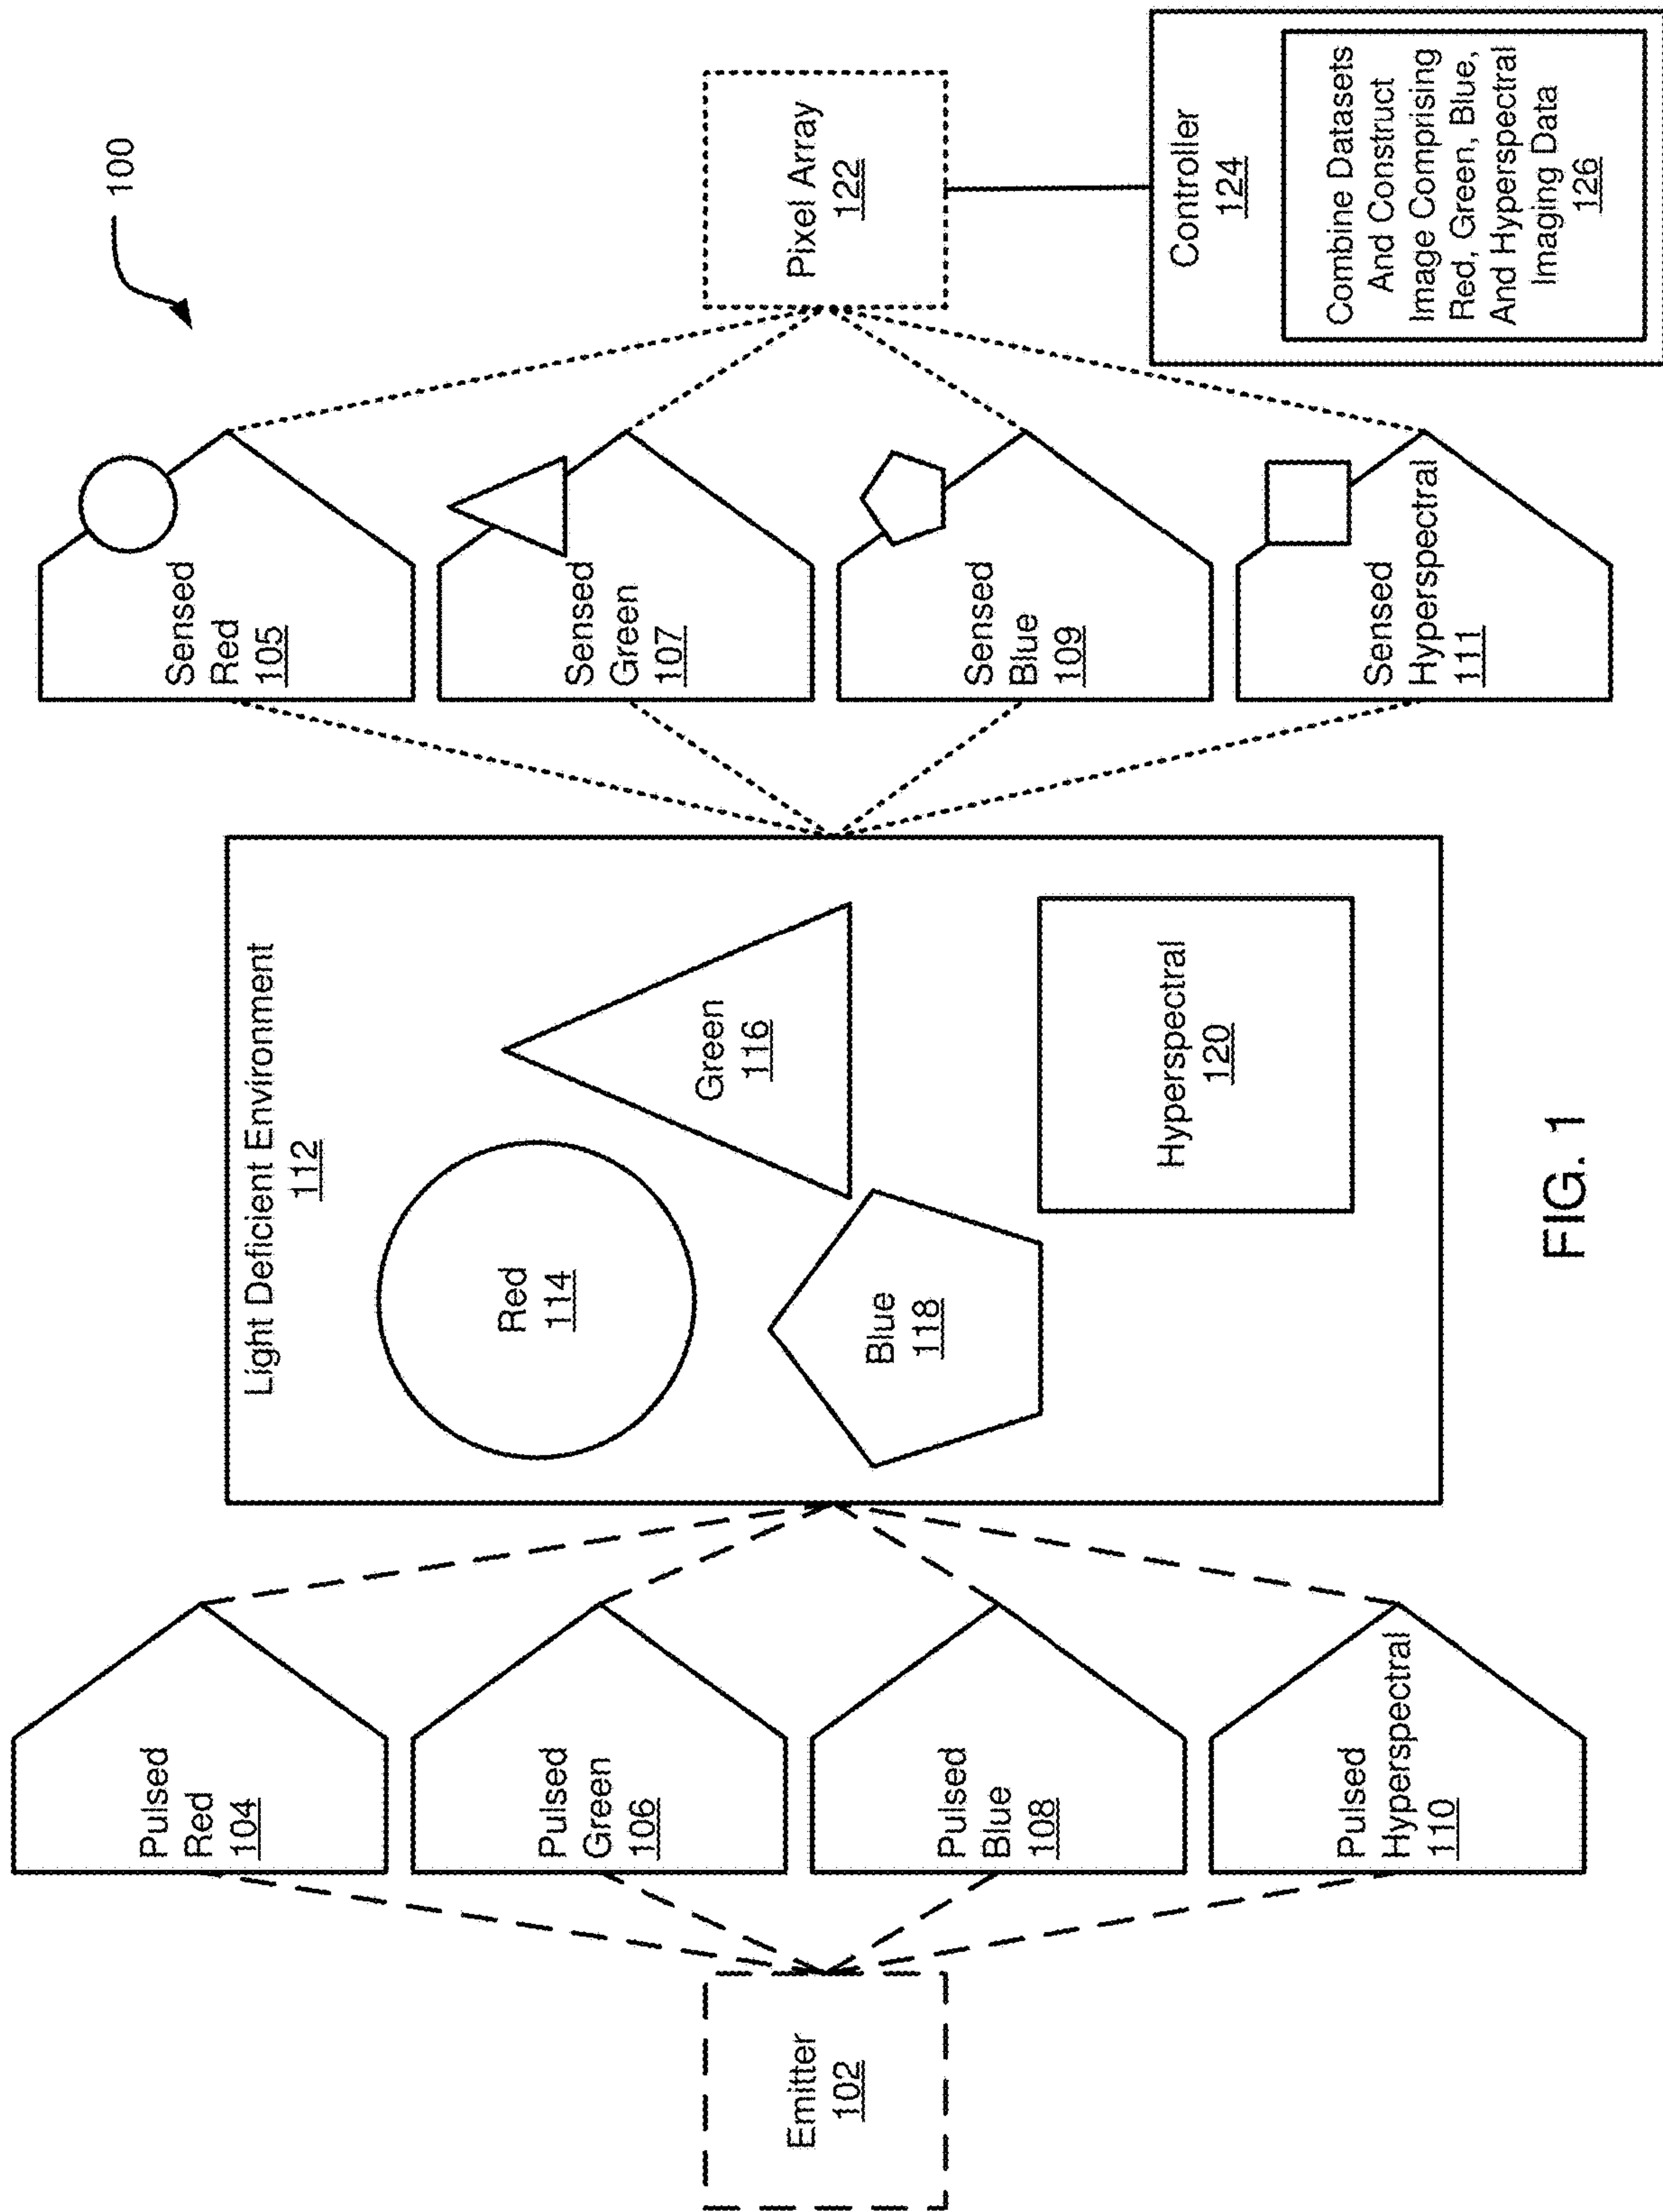 100
Emitter
102
Pulsed
Red
104
Pulsed
Green
106
Pulsed
Blue
108
Pulsed
Hyperspectral
110
Light Deficient Environment
112
Red
114
Green
116
Blue
118
Hyperspectral
120
Sensed
Red
105
Sensed
Green
107
Sensed
Blue
109
Sensed
Hyperspectral
111
Pixel Array
122
Controller
124
Combine Datasets
And Construct
Image Comprising
Red, Green, Blue,
And Hyperspectral
Imaging Data
126
FIG. 1